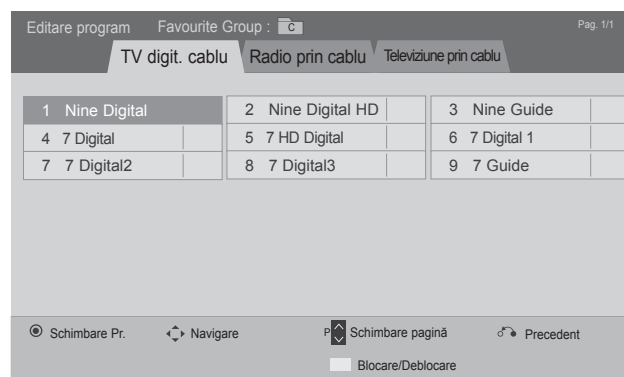 Editare program Favourite Group : C Pag. 1/1
TV digit. cablu Radio prin cablu Televiziune prin cablu
1 Nine Digital 2 Nine Digital HD 3 Nine Guide
4 7 Digital 5 7 HD Digital 6 7 Digital 1
7 7 Digital2 8 7 Digital3 9 7 Guide
Schimbare Pr. Navigare P Schimbare pagină Precedent
Blocare/Deblocare